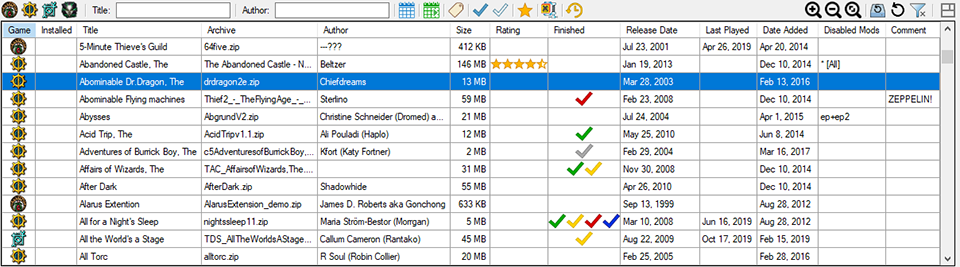 Title: Author:
Game Installed Title Archive Author Size Rating Finished Release Date Last Played Date Added Disabled Mods Comment
5-Minute Thieve's Guild 64five.zip ---??? 412 KB Jul 23, 2001 Apr 26, 2019 Apr 20, 2014
Abandoned Castle, The The Abandoned Castle - N... Beltzer 146 MB Jan 19, 2013 Dec 10, 2014 * [All]
Abominable Dr Dragon, The drdragon2e.zip Chiefdreams 13 MB Mar 28, 2003 Feb 13, 2016
Abominable Flying machines Thief2_-_TheFlyingAge_-_... Sterlino 59 MB Feb 23, 2008 Dec 10, 2014 ZEPPELIN!
Abysses AbgrundV2.zip Christine Schneider (Dromed) a... 21 MB Jul 24, 2004 Apr 1, 2015 ep+ep2
Acid Trip, The AcidTripv1.1.zip Ali Pouladi (Haplo) 12 MB May 25, 2010 Jun 8, 2014
Adventures of Burrick Boy, The c5AdventuresofBurrickBoy,... Kfort (Katy Fortner) 2 MB Feb 29, 2004 Mar 16, 2017
Affairs of Wizards, The TAC_AffairsofWizards,The.... 31 MB Nov 30, 2008 Dec 10, 2014
After Dark AfterDark.zip Shadowhide 55 MB Apr 26, 2010 Dec 10, 2014
Alarus Extention AlarusExtension_demo.zip James D. Roberts aka Gonchong 633 KB Sep 13, 1999 Aug 28, 2012
All for a Night's Sleep nightssleep11.zip Maria Ström-Bestor (Morrgan) 5 MB Mar 10, 2008 Jun 16, 2019 Aug 28, 2012
All the World's a Stage TDS_AllTheWorldsAStage... Callum Cameron (Rantako) 45 MB Aug 22, 2009 Oct 17, 2019 Feb 15, 2019
All Torc alltorc.zip R Soul (Robin Collier) 20 MB Feb 25, 2005 Dec 10, 2014